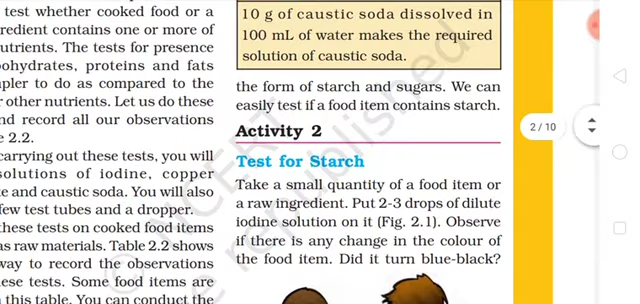 test whether cooked food or a
contains one or more of
The tests for presence
proteins and fats
to do as compared to the
other nutrients. Let us do these
record all our observations
2.2.
carrying out these tests, you will
solutions of iodine, copper
and caustic soda. You will also
few test tubes and a dropper.
these tests on cooked food items
as raw materials. Table 2.2 shows
way to record the observations
tests. Some food items are
this table. You can conduct the
10 g of caustic soda dissolved in
100 mL of water makes the required
solution of caustic soda.
the form of starch and sugars. We can
easily test if a food item contains starch.
Activity 2
Test for Starch
Take a small quantity of a food item or
a raw ingredient. Put 2-3 drops of dilute
iodine solution on it (Fig. 2.1). Observe
if there is any change in the colour of
the food item. Did it turn blue-black?
2 / 10
© NCERT
republished